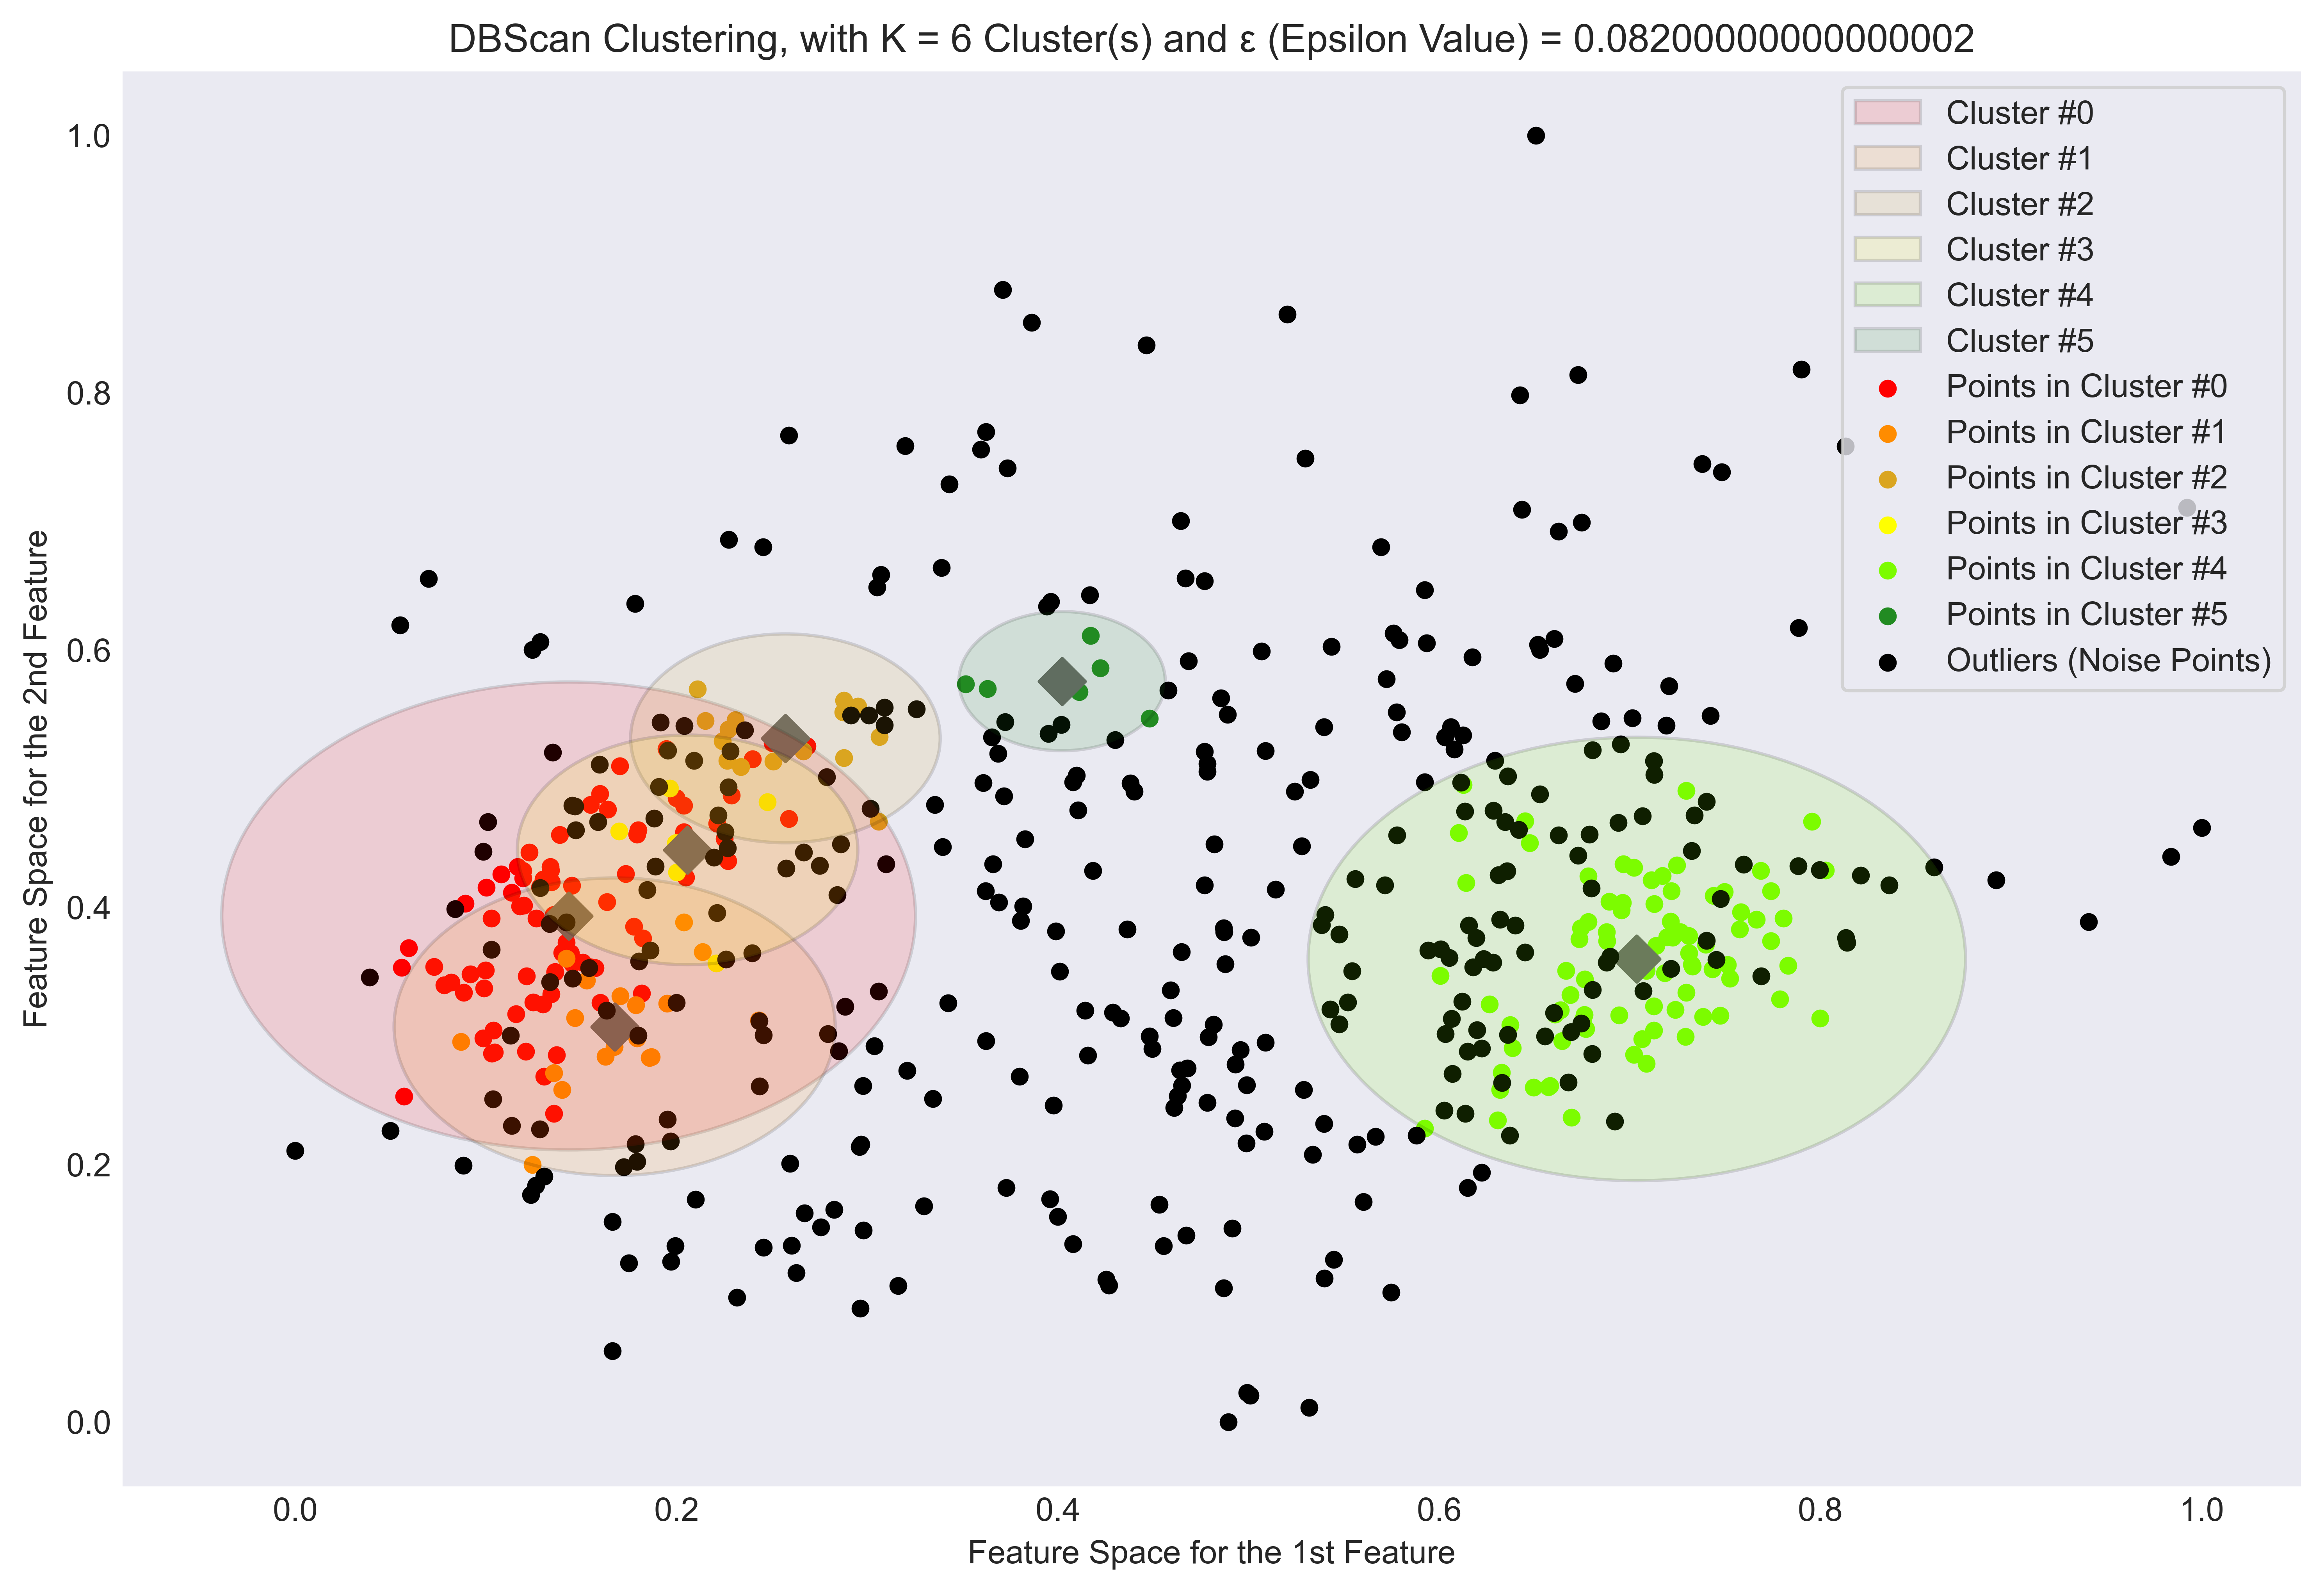 DBScan Clustering, with K = 6 Cluster(s) and ε (Epsilon Value) = 0.08200000000000002
Cluster #0
Cluster #1
Cluster #2
Cluster #3
Cluster #4
Cluster #5
Points in Cluster #0
Points in Cluster #1
Points in Cluster #2
Points in Cluster #3
Points in Cluster #4
Points in Cluster #5
Outliers (Noise Points)
1.0
0.8
0.6
0.4
0.2
0.0
Feature Space for the 2nd Feature
0.0 0.2 0.4 0.6 0.8 1.0
Feature Space for the 1st Feature